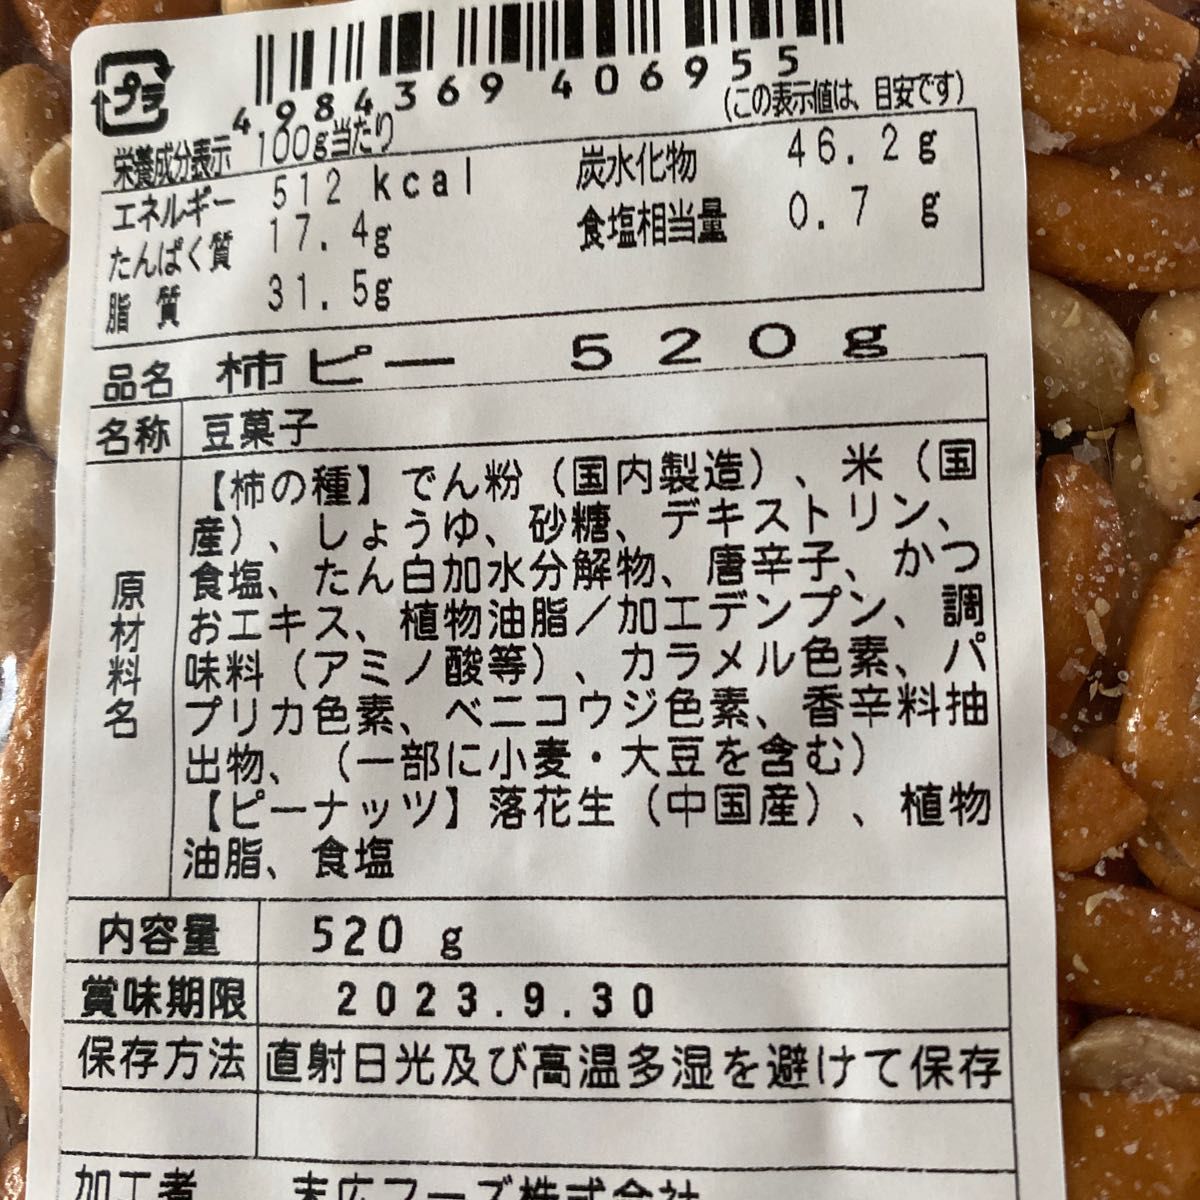 プラ
4984369 406955
(この表示値は、目安です)
栄養成分表示 100g当たり
エネルギー 512 kcal 炭水化物 46.2g
たんぱく質 17.4g 食塩相当量 0.7 g
脂質 31.5g
品名 柿ピー 520g
名称 豆菓子
原材料名
【柿の種】でん粉（国内製造）、米（国
産）、しょうゆ、砂糖、デキストリン、
食塩、たん白加水分解物、唐辛子、かつ
おエキス、植物油脂／加工デンプン、調
味料（アミノ酸等）、カラメル色素、パ
プリカ色素、ベニコウジ色素、香辛料抽
出物、（一部に小麦・大豆を含む）
【ピーナッツ】落花生（中国産）、植物
油脂、食塩
内容量 520 g
賞味期限 2023.9.30
保存方法 直射日光及び高温多湿を避けて保存
加工者 末広フーズ株式会社